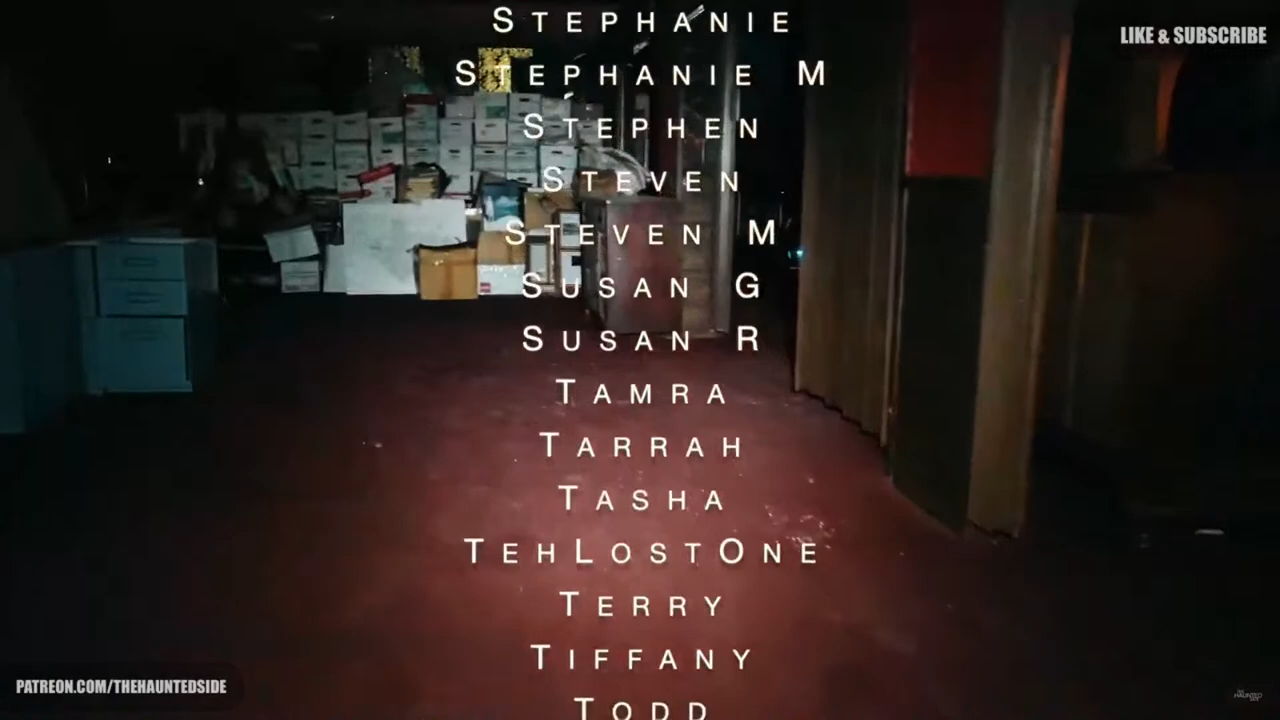 STEPHANIE
LIKE & SUBSCRIBE
STEPHANIE M
STEPHEN
STEVEN
STEVEN M
SUSAN G
SUSAN R
TAMRA
TARRAH
TASHA
TEHLOSTONE
TERRY
TIFFANY
PATREON.COM/THEHAUNTEDSIDE
TODD